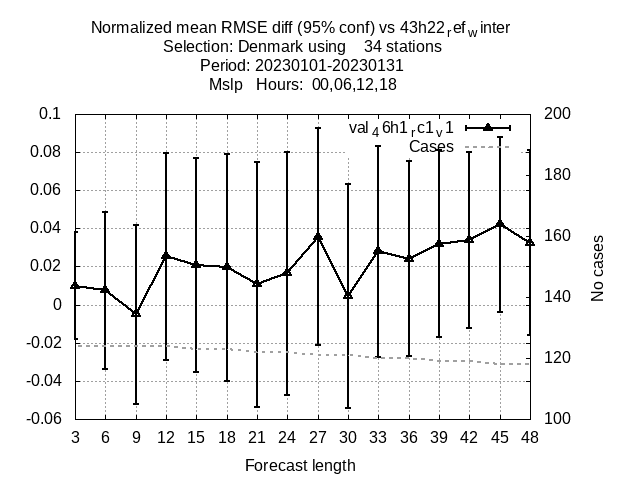 Normalized mean RMSE diff (95% conf) vs 43h22refwinter
Selection: Denmark using 34 stations
Period: 20230101-20230131
Mslp Hours: 00,06,12,18
0.1
0.08
0.06
0.04
0.02
0
-0.02
-0.04
-0.06
200
180
160
140
120
100
val46h1rc1v1
Cases
No cases
3 6 9 12 15 18 21 24 27 30 33 36 39 42 45 48
Forecast length